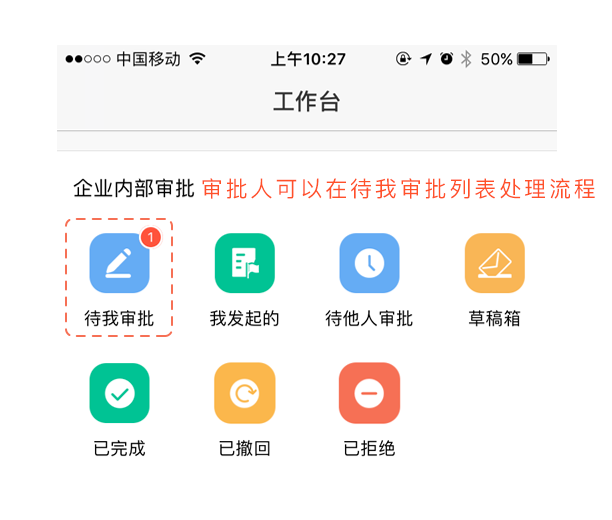 中国移动 上午10:27 50%
工作台
企业内部审批 审批人可以在待我审批列表处理流程
1
待我审批 我发起的 待他人审批 草稿箱
已完成 已撤回 已拒绝